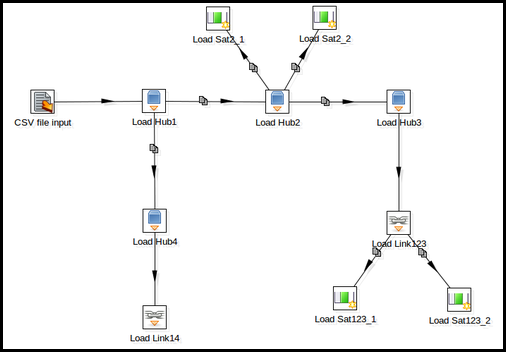 Load Sat2_1
Load Sat2_2
CSV file input
Load Hub1
Load Hub2
Load Hub3
Load Hub4
Load Link123
Load Link14
Load Sat123_1
Load Sat123_2